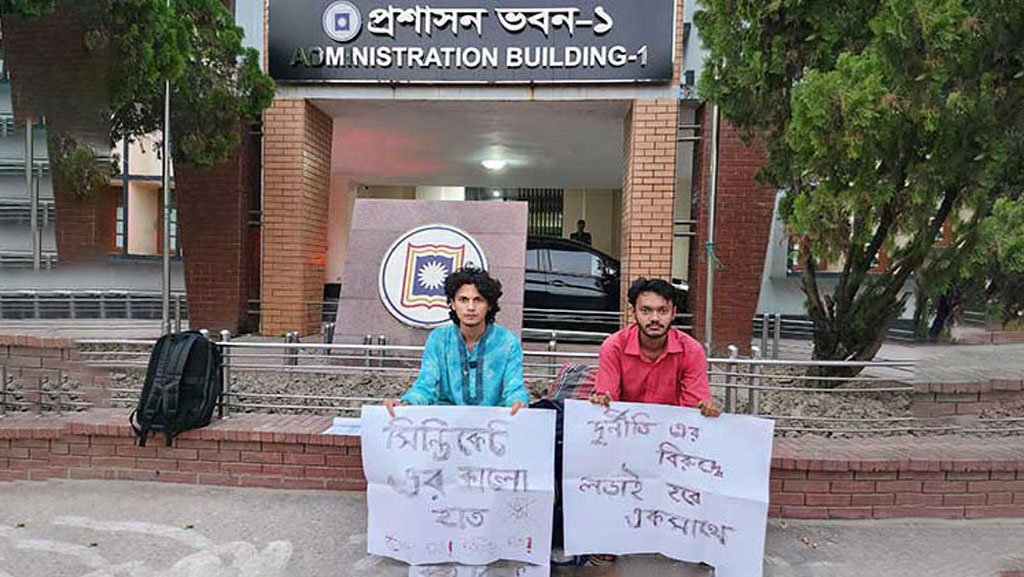 প্রশাসন ভবন-১
ADMINISTRATION BUILDING-1
সিন্ডিকেট
এর কালো
হাত
দুর্নীতি এর
বিরুদ্ধে
লড়াই হবে
একসাথে